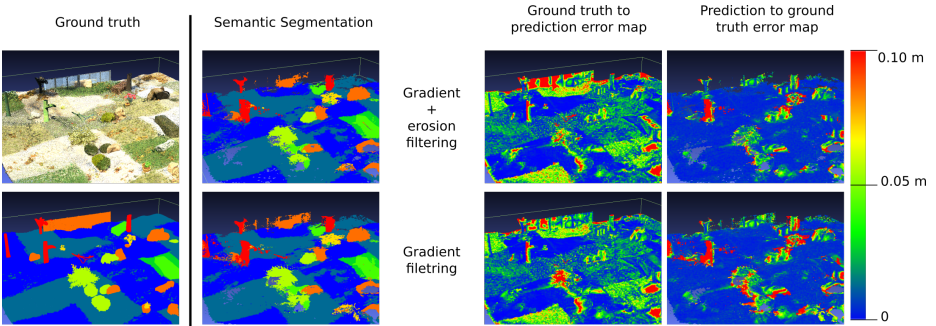 Ground truth
Semantic Segmentation
Ground truth to
prediction error map
Prediction to ground
truth error map
Gradient
+
erosion
filtering
0.10 m
0.05 m
Gradient
filetring
0